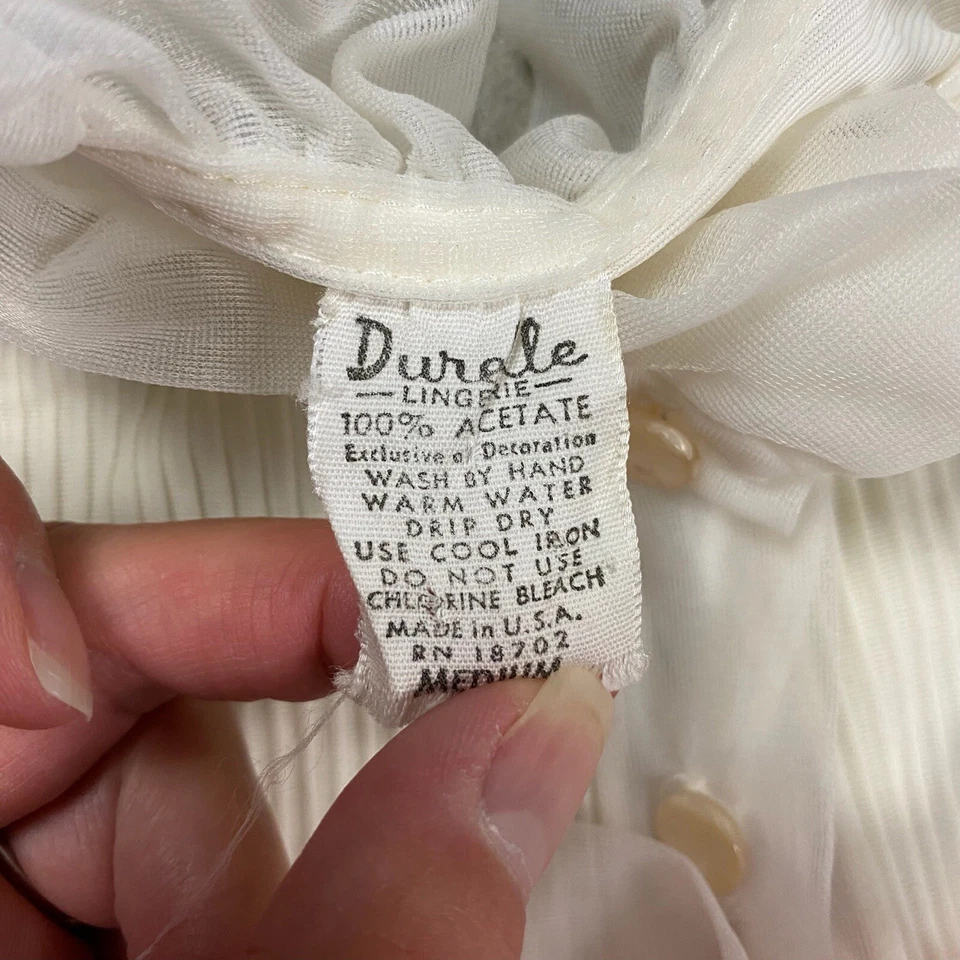 Durale
LINGERIE
100% ACETATE
Exclusive of Decoration
WASH BY HAND
WARM WATER
DRIP DRY
USE COOL IRON
DO NOT USE
CHLORINE BLEACH
MADE in U.S.A.
RN 18702
MEDIUM